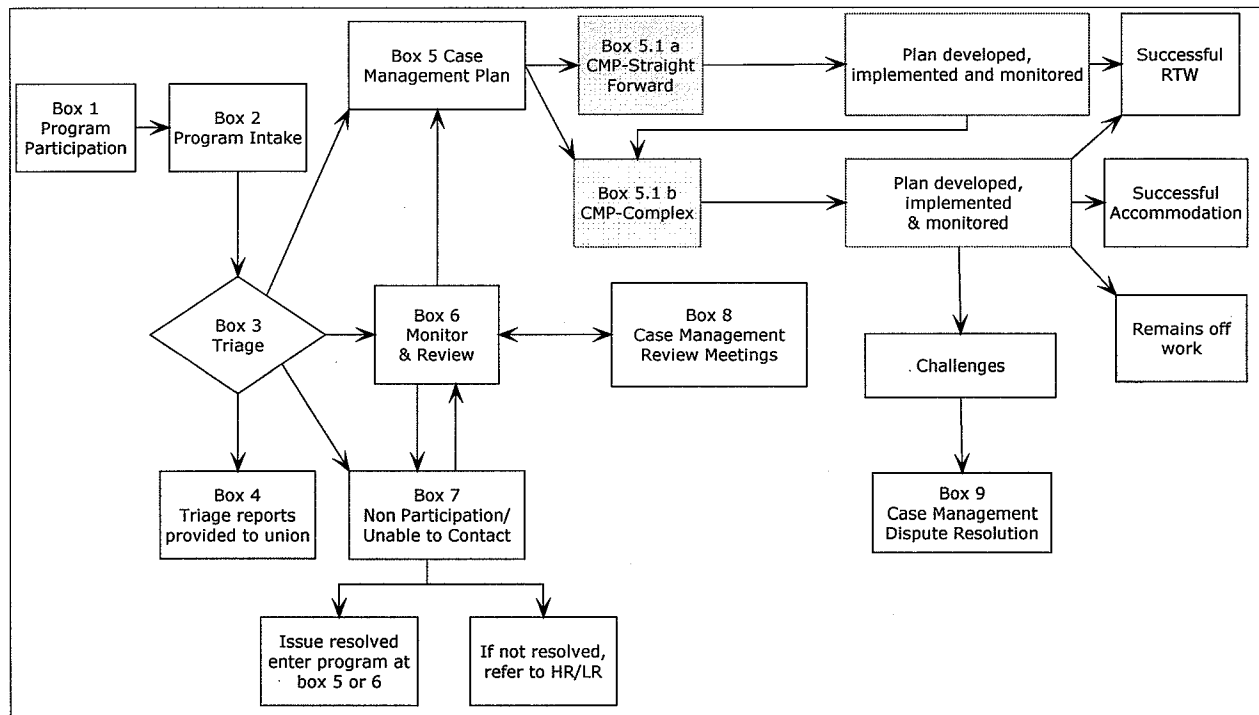 Box 1
Program
Participation
Box 2
Program Intake
Box 3
Triage
Box 4
Triage reports
provided to union
Box 5 Case
Management Plan
Box 5.1 a
CMP-Straight
Forward
Plan developed,
implemented and monitored
Successful
RTW
Box 5.1 b
CMP-Complex
Plan developed,
implemented
& monitored
Successful
Accommodation
Remains off
work
Challenges
Box 9
Case Management
Dispute Resolution
Box 6
Monitor
& Review
Box 8
Case Management
Review Meetings
Box 7
Non Participation/
Unable to Contact
Issue resolved
enter program at
box 5 or 6
If not resolved,
refer to HR/LR